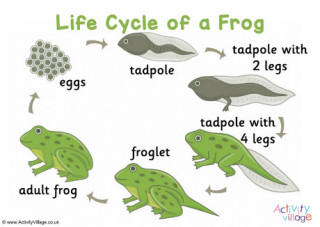 Life Cycle of a Frog
eggs
tadpole
tadpole with
2 legs
tadpole with
4 legs
froglet
adult frog
© www.ActivityVillage.co.uk
Activity
Village